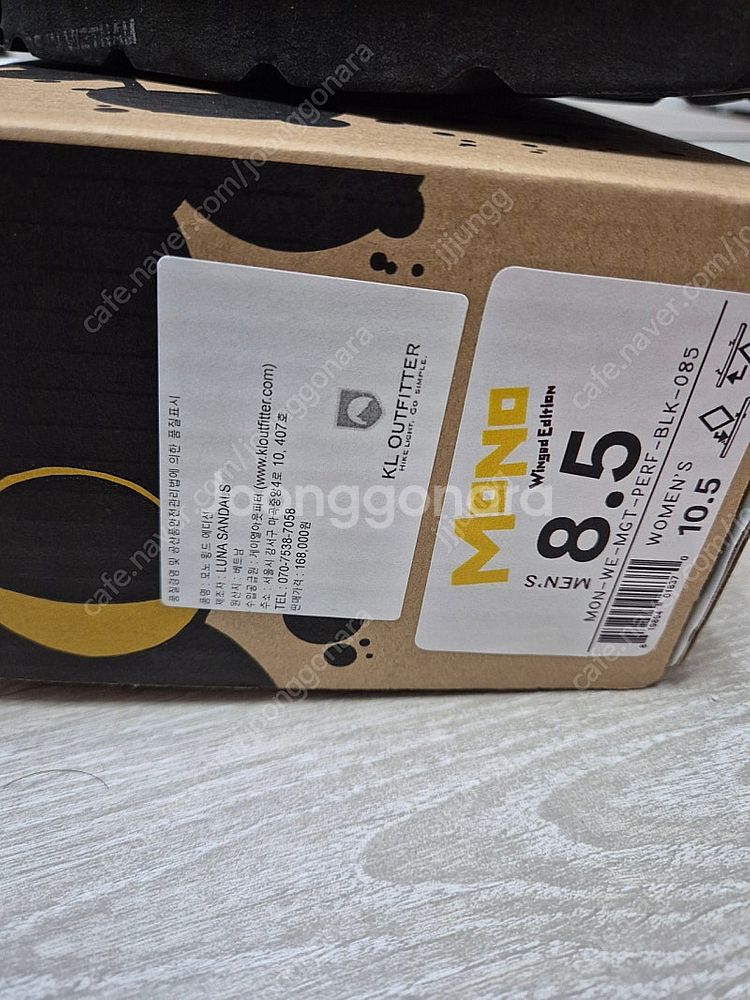 VIETNAM
품질경영 및 공산품안전관리법에 의한 품질표시
품명 : 모노 윙드 에디션
제조자 : LUNA SANDALS
원산지 : 베트남
수입공급원 : 케이엘아웃피터 (www.kloutfitter.com)
주소 : 서울시 강서구 마곡중앙4로 10, 407호
TEL : 070-7538-7058
판매가격 : 168,000원
KL OUTFITTER
HIKE LIGHT, GO SIMPLE.
MONO
Winged Edition
MEN'S
8.5
MON-WE-MGT-PERF-BLK-085
WOMEN'S
10.5
joonggonara
jjjungg
cafe.naver.com/joonggonara